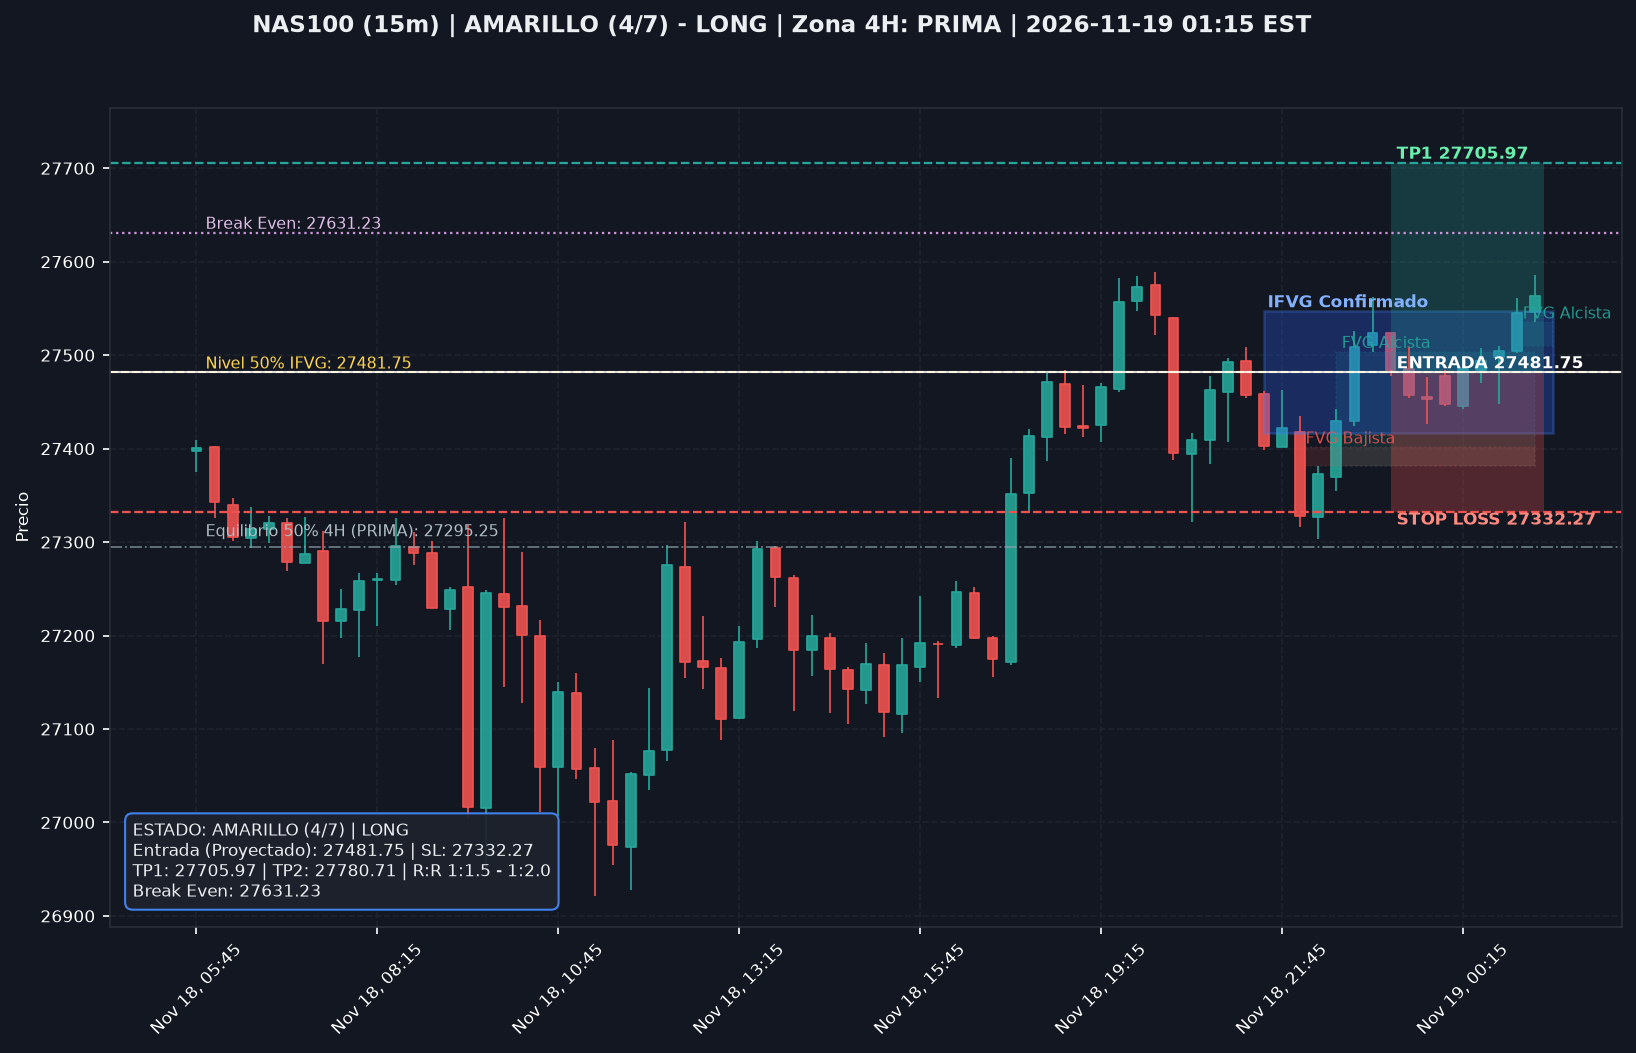 NAS100 (15m) | AMARILLO (4/7) - LONG | Zona 4H: PRIMA | 2026-11-19 01:15 EST
TP1 27705.97
Break Even: 27631.23
IFVG Confirmado
FVG Alcista
FVG Alcista
Nivel 50% IFVG: 27481.75
ENTRADA 27481.75
FVG Bajista
STOP LOSS 27332.27
Equilibrio 50% 4H (PRIMA): 27295.25
Precio
27700
27600
27500
27400
27300
27200
27100
27000
26900
ESTADO: AMARILLO (4/7) | LONG
Entrada (Proyectado): 27481.75 | SL: 27332.27
TP1: 27705.97 | TP2: 27780.71 | R:R 1:1.5 - 1:2.0
Break Even: 27631.23
Nov 18, 05:45
Nov 18, 08:15
Nov 18, 10:45
Nov 18, 13:15
Nov 18, 15:45
Nov 18, 19:15
Nov 18, 21:45
Nov 19, 00:15